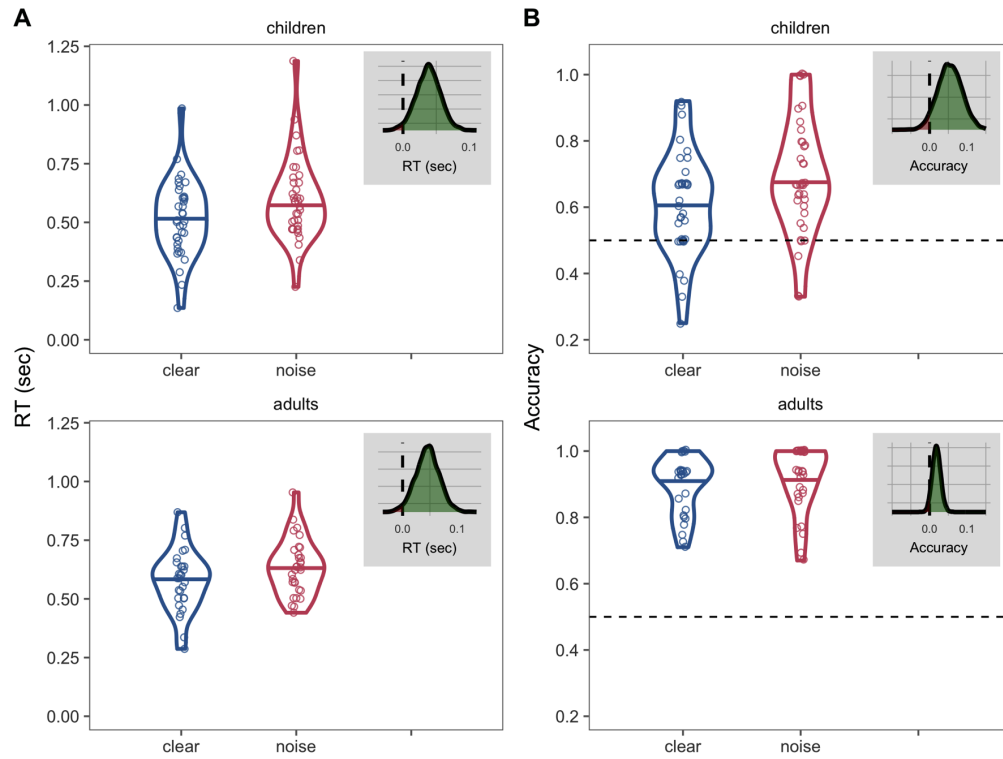 A
children
RT (sec)
1.25
1.00
0.75
0.50
0.25
0.00
clear noise
0.0 0.1
RT (sec)
adults
1.25
1.00
0.75
0.50
0.25
0.00
clear noise
0.0 0.1
RT (sec)
B
children
Accuracy
1.0
0.8
0.6
0.4
0.2
clear noise
0.0 0.1
Accuracy
adults
1.0
0.8
0.6
0.4
0.2
clear noise
0.0 0.1
Accuracy